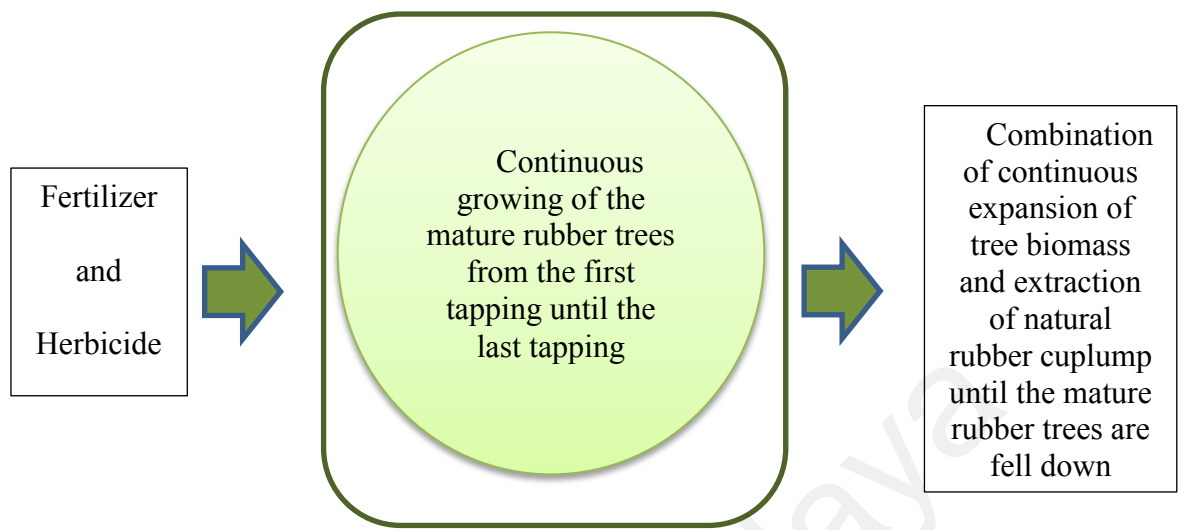 Fertilizer
and
Herbicide
Continuous
growing of the
mature rubber trees
from the first
tapping until the
last tapping
Combination
of continuous
expansion of
tree biomass
and extraction
of natural
rubber cuplump
until the mature
rubber trees are
fell down